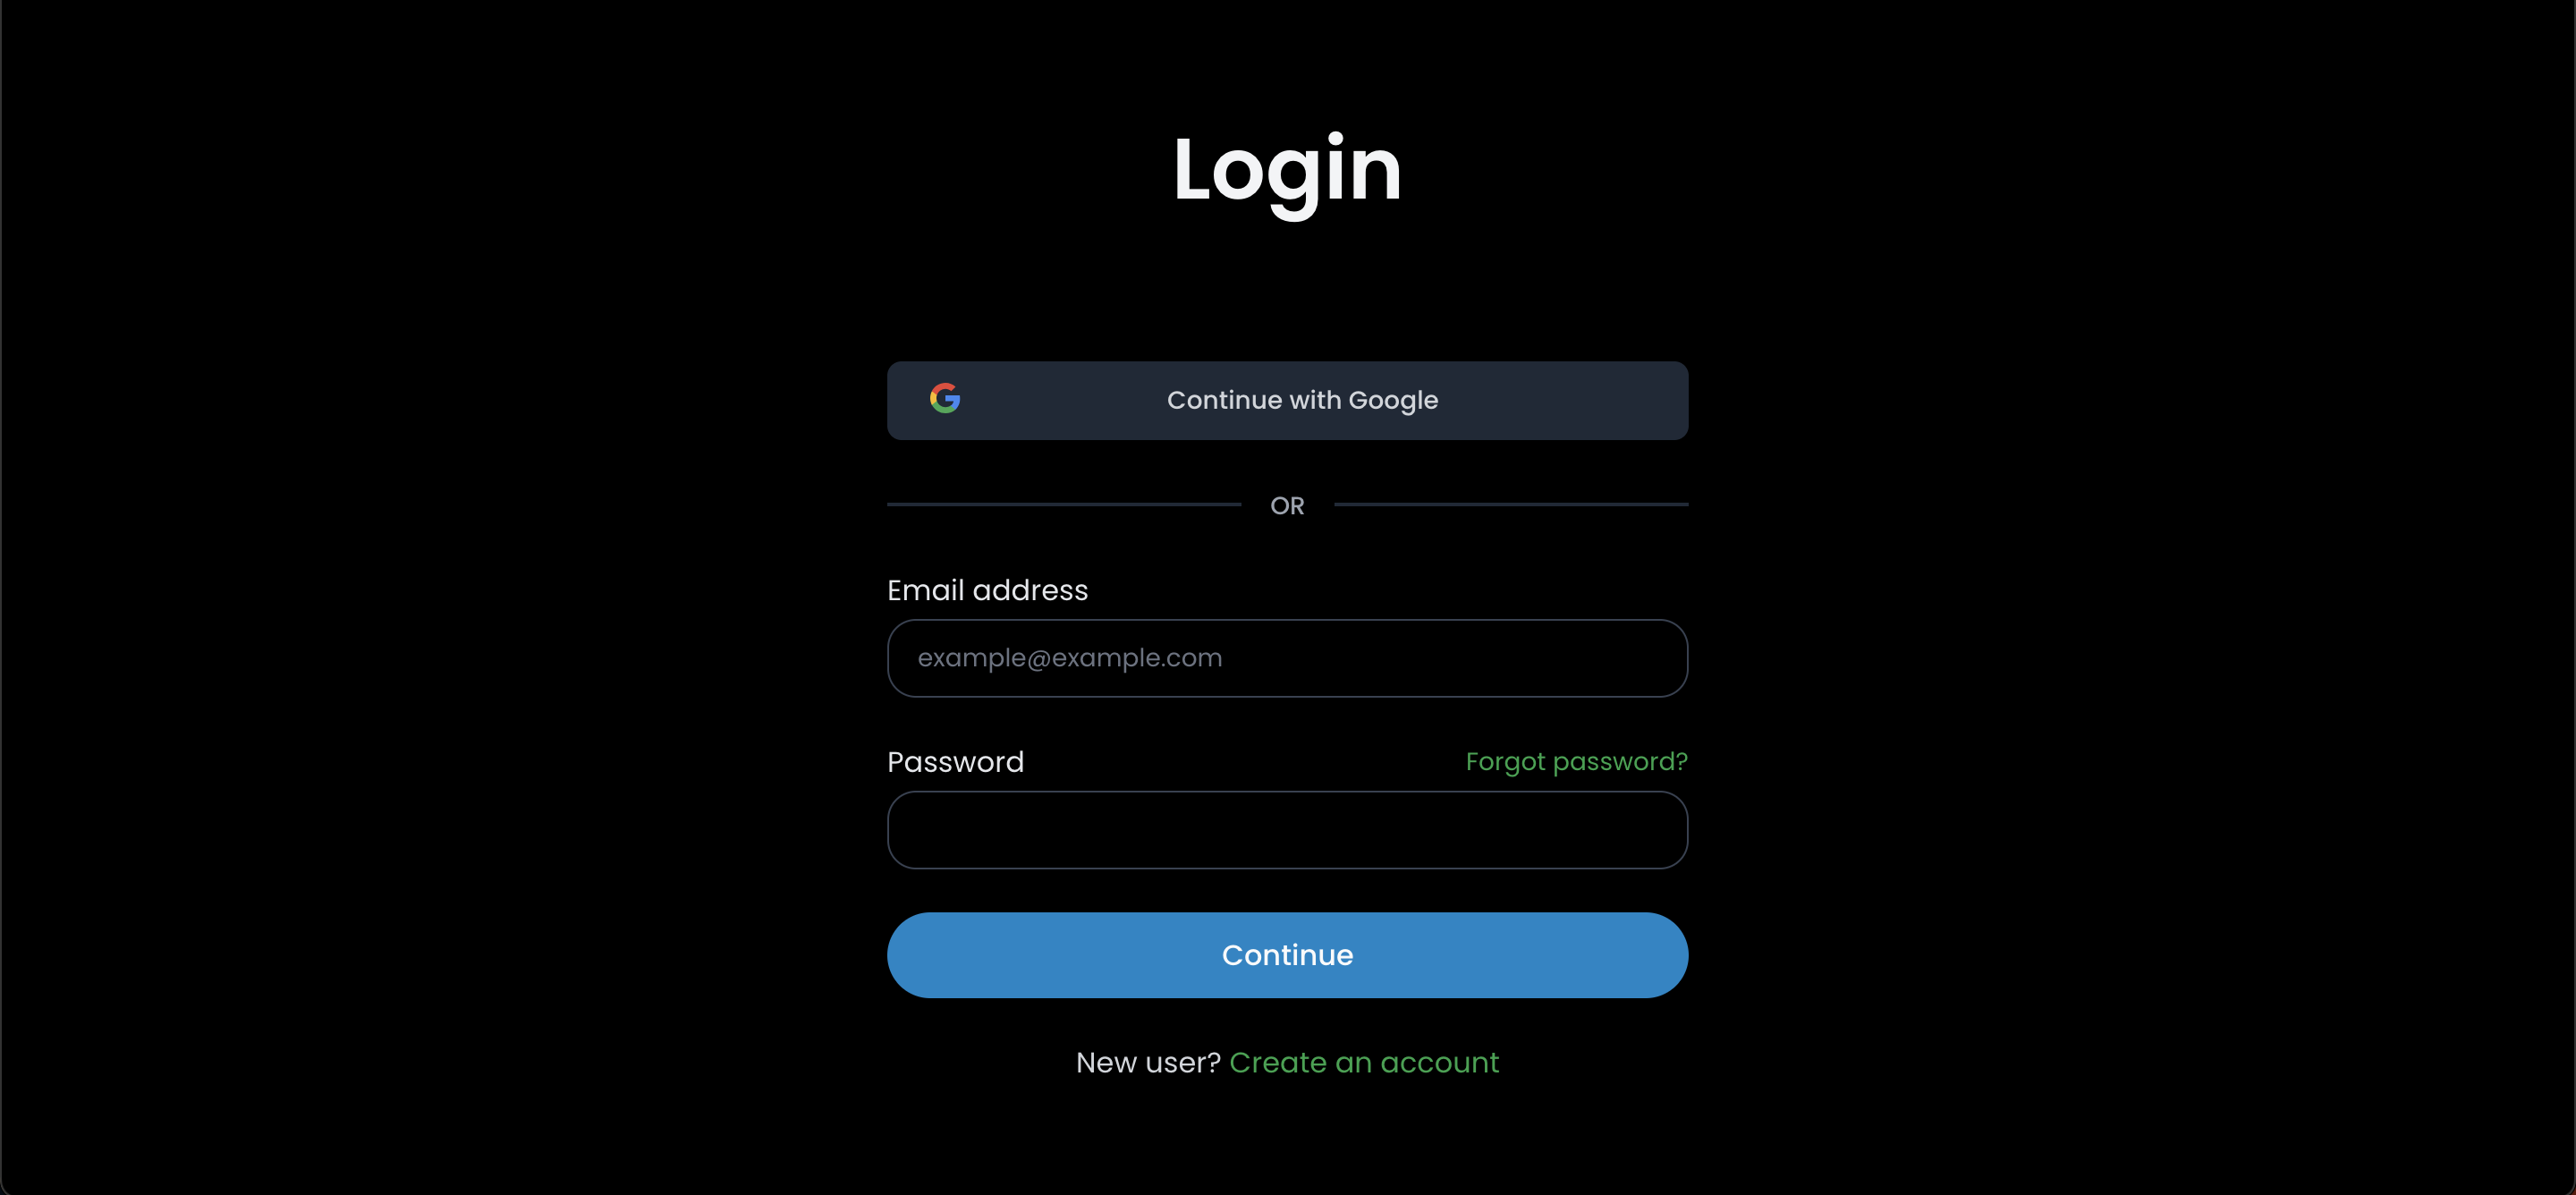 Login
Continue with Google
OR
Email address
example@example.com
Password Forgot password?
Continue
New user? Create an account